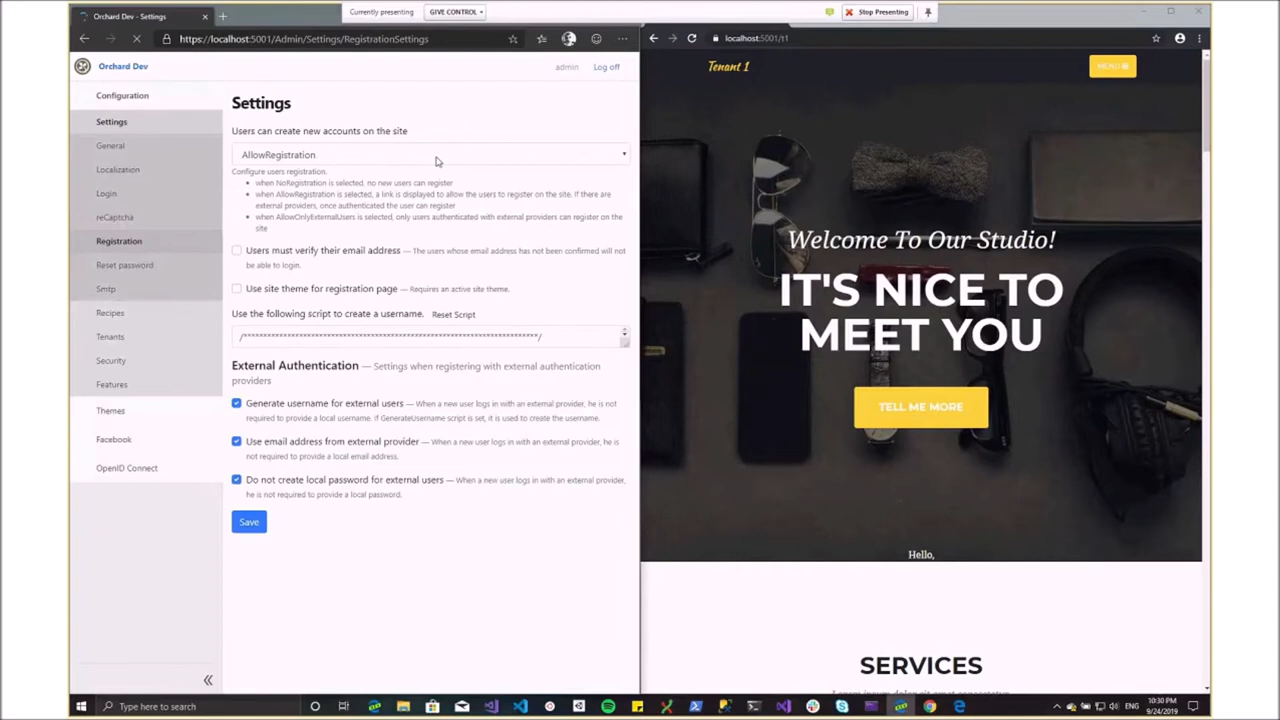 Orchard Dev - Settings
Currently presenting
GIVE CONTROL
Stop Presenting
https://localhost:5001/Admin/Settings/RegistrationSettings
https://localhost:5001/t1
Orchard Dev
admin
Log off
Configuration
Settings
General
Localization
Login
reCaptcha
Registration
Reset password
Smtp
Recipes
Tenants
Security
Features
Themes
Facebook
OpenID Connect
Settings
Users can create new accounts on the site
AllowRegistration
Configure users registration.
when NoRegistration is selected, no new users can register
when AllowRegistration is selected, a link is displayed to allow the users to register on the site. If there are
external providers, once authenticated the user can register
when AllowOnlyExternalUsers is selected, only users authenticated with external providers can register on the
site
Users must verify their email address — The users whose email address has not been confirmed will not
be able to login.
Use site theme for registration page — Requires an active site theme.
Use the following script to create a username. Reset Script
External Authentication — Settings when registering with external authentication
providers
Generate username for external users — When a new user logs in with an external provider, he is not
required to provide a local username. If GenerateUsername script is set, it is used to create the username.
Use email address from external provider — When a new user logs in with an external provider, he is
not required to provide a local email address.
Do not create local password for external users — When a new user logs in with an external provider,
he is not required to provide a local password.
Save
Tenant 1
MENU
Welcome To Our Studio!
IT'S NICE TO
MEET YOU
TELL ME MORE
Hello,
SERVICES
Type here to search
ENG
10:30 PM
9/24/2019